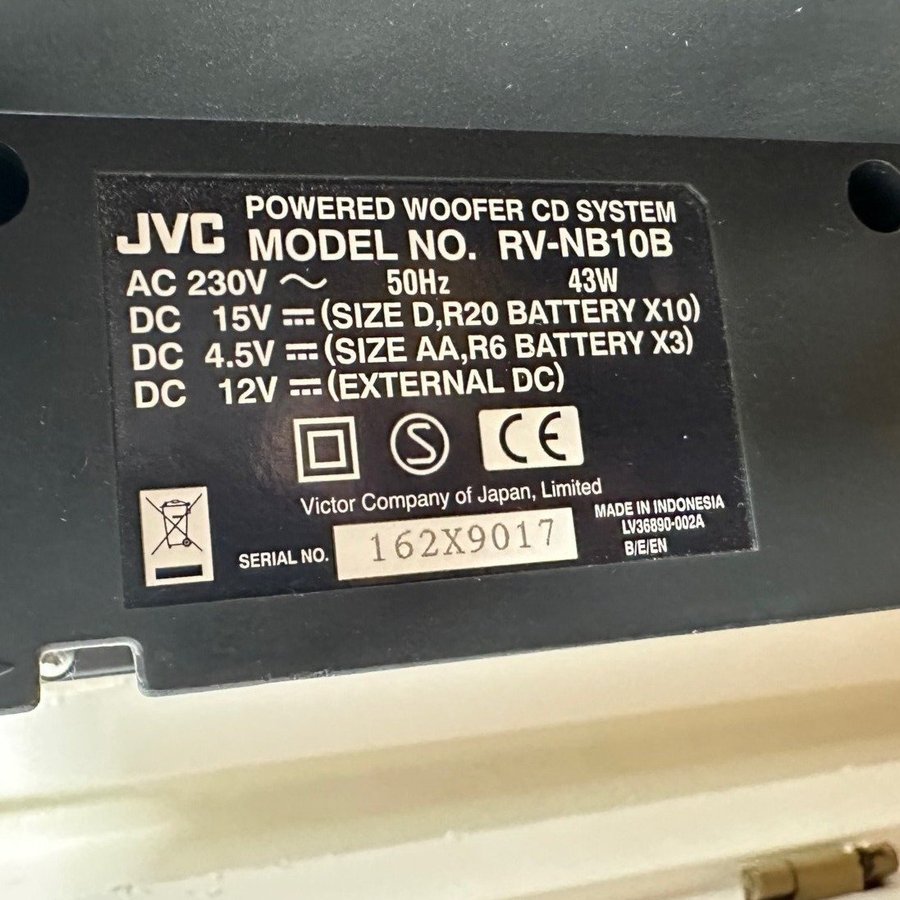 POWERED WOOFER CD SYSTEM
JVC MODEL NO. RV-NB10B
AC 230V ~ 50Hz 43W
DC 15V ⎓ (SIZE D,R20 BATTERY X10)
DC 4.5V ⎓ (SIZE AA,R6 BATTERY X3)
DC 12V ⎓ (EXTERNAL DC)
S CE
Victor Company of Japan, Limited
MADE IN INDONESIA
LV36890-002A
B/E/EN
SERIAL NO. 162X9017